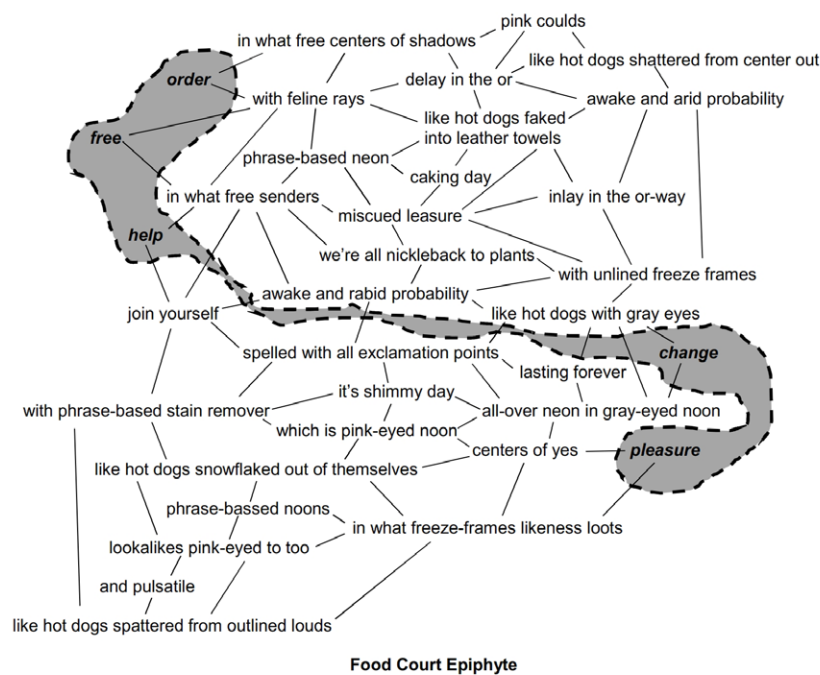 pink coulds
in what free centers of shadows
like hot dogs shattered from center out
order
delay in the or
with feline rays
awake and arid probability
like hot dogs faked
into leather towels
free
phrase-based neon
caking day
in what free senders
inlay in the or-way
miscued leasure
help
we're all nickleback to plants
with unlined freeze frames
awake and rabid probability
join yourself
like hot dogs with gray eyes
spelled with all exclamation points
change
lasting forever
it's shimmy day
with phrase-based stain remover
all-over neon in gray-eyed noon
which is pink-eyed noon
centers of yes
pleasure
like hot dogs snowflaked out of themselves
phrase-bassed noons
in what freeze-frames likeness loots
lookalikes pink-eyed to too
and pulsatile
like hot dogs spattered from outlined louds
Food Court Epiphyte